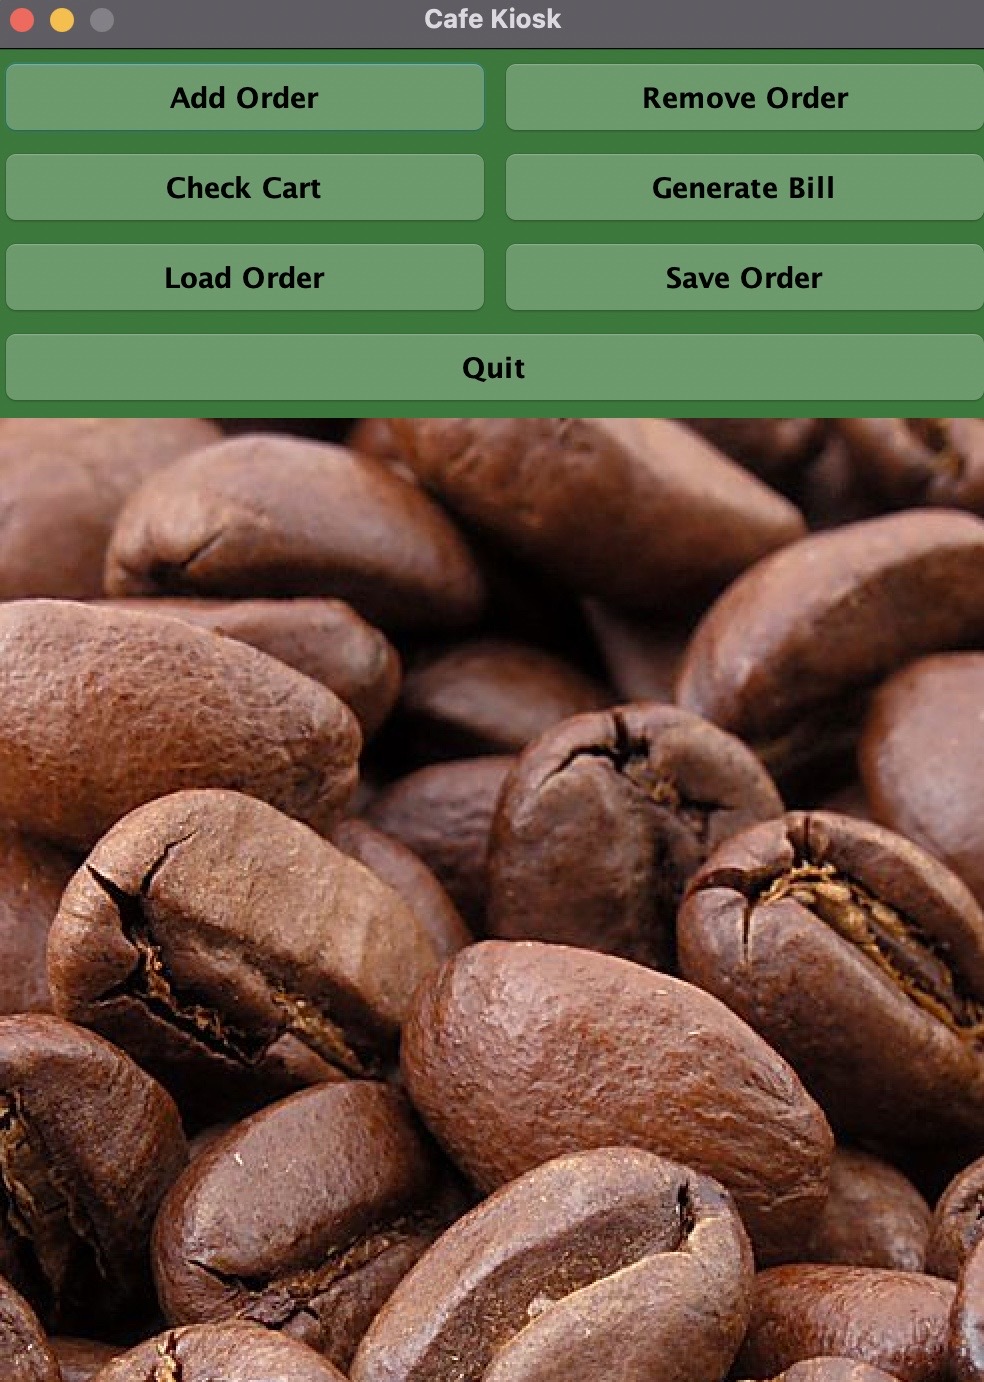 Cafe Kiosk
Add Order
Remove Order
Check Cart
Generate Bill
Load Order
Save Order
Quit